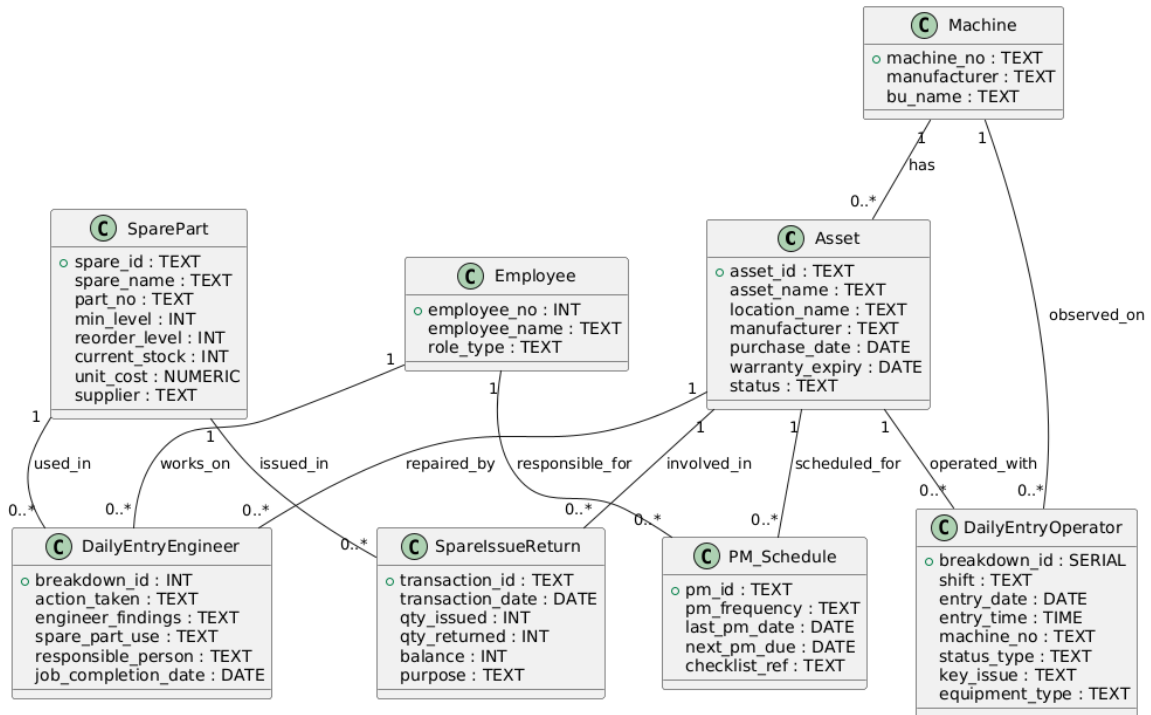 C Machine
machine_no : TEXT
manufacturer : TEXT
bu_name : TEXT
1
1
has
0..*
C SparePart
spare_id : TEXT
spare_name : TEXT
part_no : TEXT
min_level : INT
reorder_level : INT
current_stock : INT
unit_cost : NUMERIC
supplier : TEXT
C Employee
employee_no : INT
employee_name : TEXT
role_type : TEXT
C Asset
asset_id : TEXT
asset_name : TEXT
location_name : TEXT
manufacturer : TEXT
purchase_date : DATE
warranty_expiry : DATE
status : TEXT
observed_on
1
1
1
1
1
1
1
1
used_in
works_on
issued_in
repaired_by
responsible_for
involved_in
scheduled_for
operated_with
0..*
0..*
0..*
0..*
0..*
0..*
0..*
0..*
0..*
C DailyEntryEngineer
breakdown_id : INT
action_taken : TEXT
engineer_findings : TEXT
spare_part_use : TEXT
responsible_person : TEXT
job_completion_date : DATE
C SpareIssueReturn
transaction_id : TEXT
transaction_date : DATE
qty_issued : INT
qty_returned : INT
balance : INT
purpose : TEXT
C PM_Schedule
pm_id : TEXT
pm_frequency : TEXT
last_pm_date : DATE
next_pm_due : DATE
checklist_ref : TEXT
C DailyEntryOperator
breakdown_id : SERIAL
shift : TEXT
entry_date : DATE
entry_time : TIME
machine_no : TEXT
status_type : TEXT
key_issue : TEXT
equipment_type : TEXT